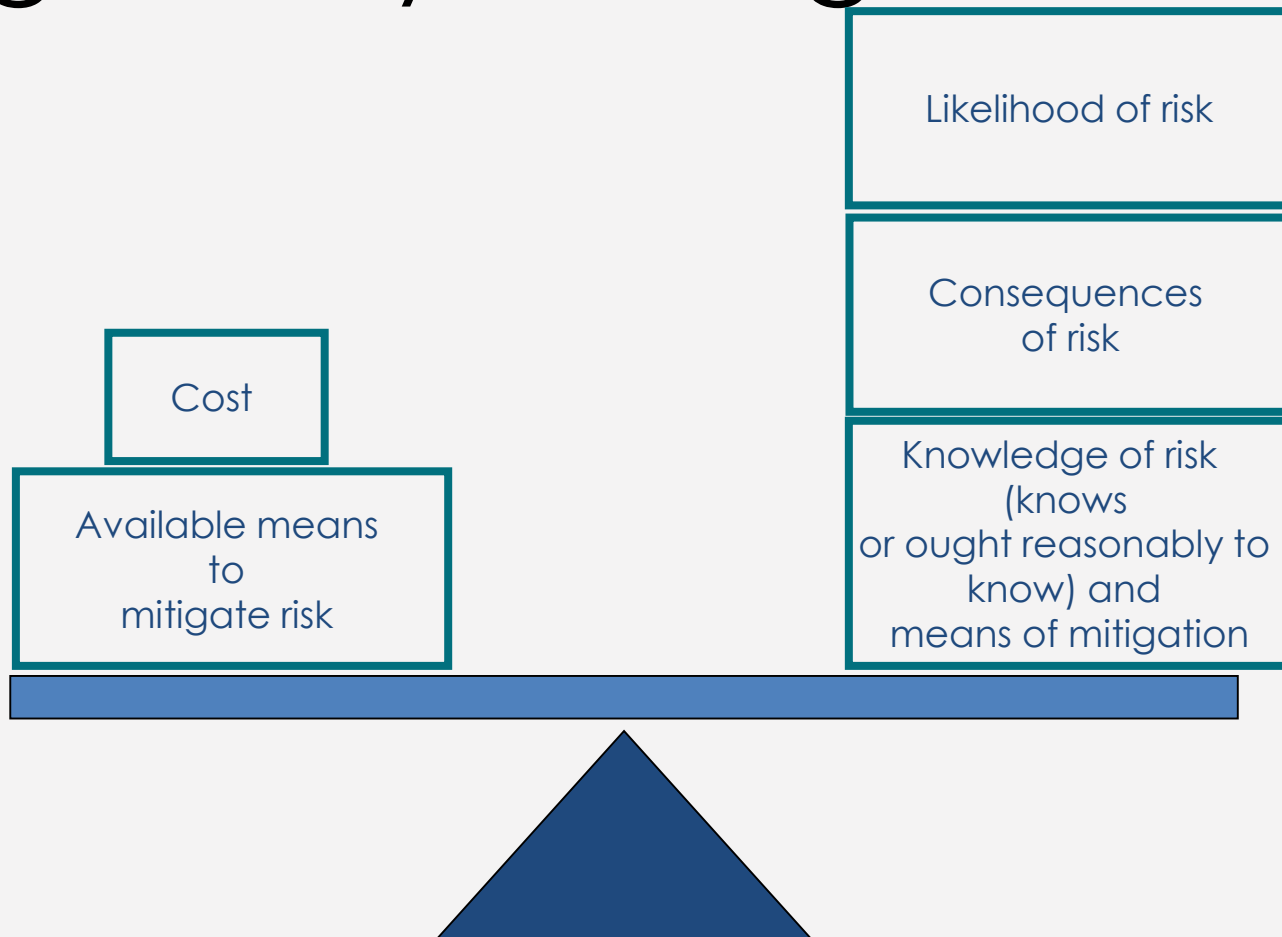 Cost
Available means
to
mitigate risk
Likelihood of risk
Consequences
of risk
Knowledge of risk
(knows
or ought reasonably to
know) and
means of mitigation